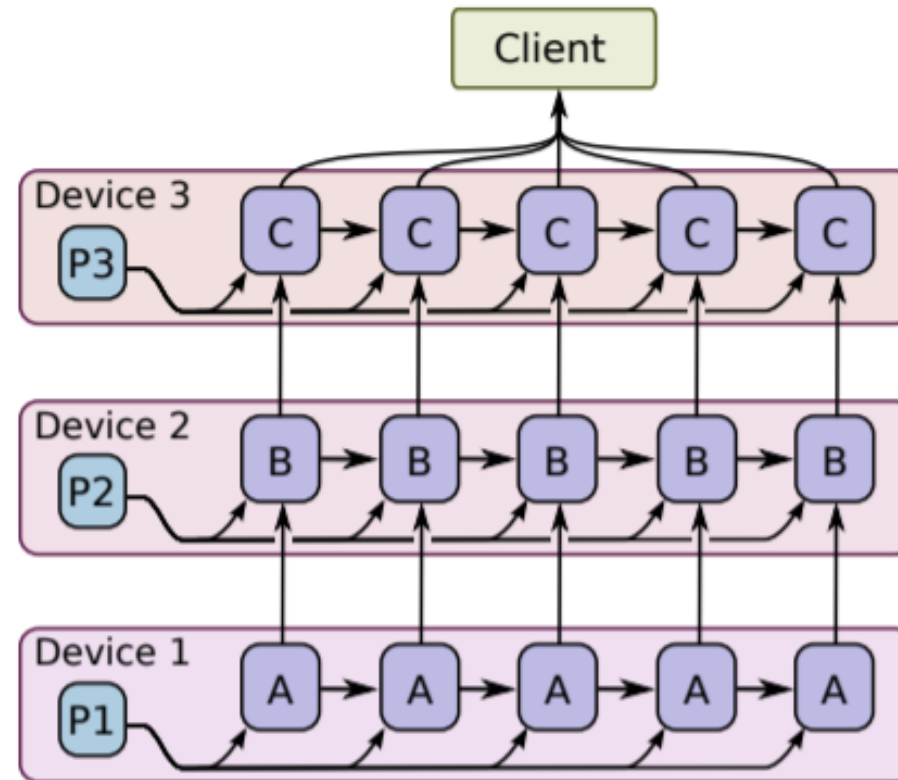 Client
Device 3
P3
C C C C C
Device 2
P2
B B B B B
Device 1
P1
A A A A A